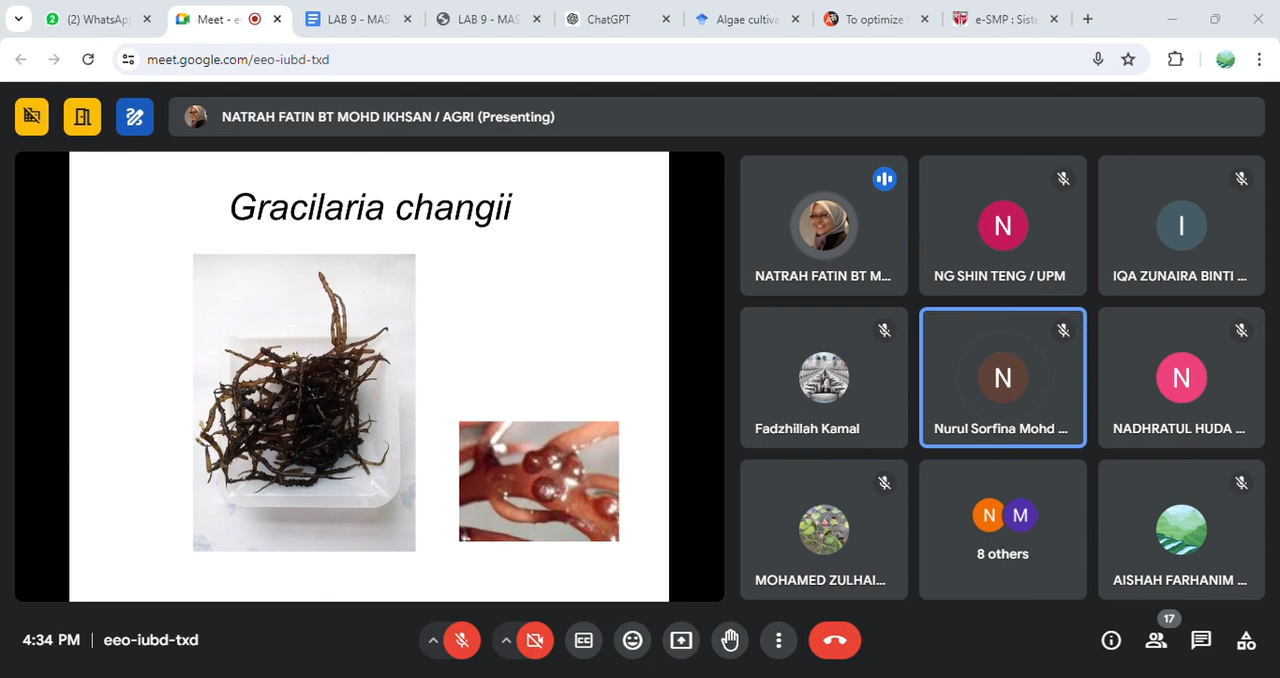 (2) WhatsApp
Meet - e
LAB 9 - MAS
LAB 9 - MAS
ChatGPT
Algae cultiva
To optimize
e-SMP : Siste
meet.google.com/eeo-iubd-txd
NATRAH FATIN BT MOHD IKHSAN / AGRI (Presenting)
Gracilaria changii
NATRAH FATIN BT M...
NG SHIN TENG / UPM
I
IQA ZUNAIRA BINTI ...
N
Fadzhillah Kamal
N
Nurul Sorfina Mohd ...
N
NADHRATUL HUDA ...
MOHAMED ZULHAI...
N M
8 others
AISHAH FARHANIM ...
4:34 PM | eeo-iubd-txd
17